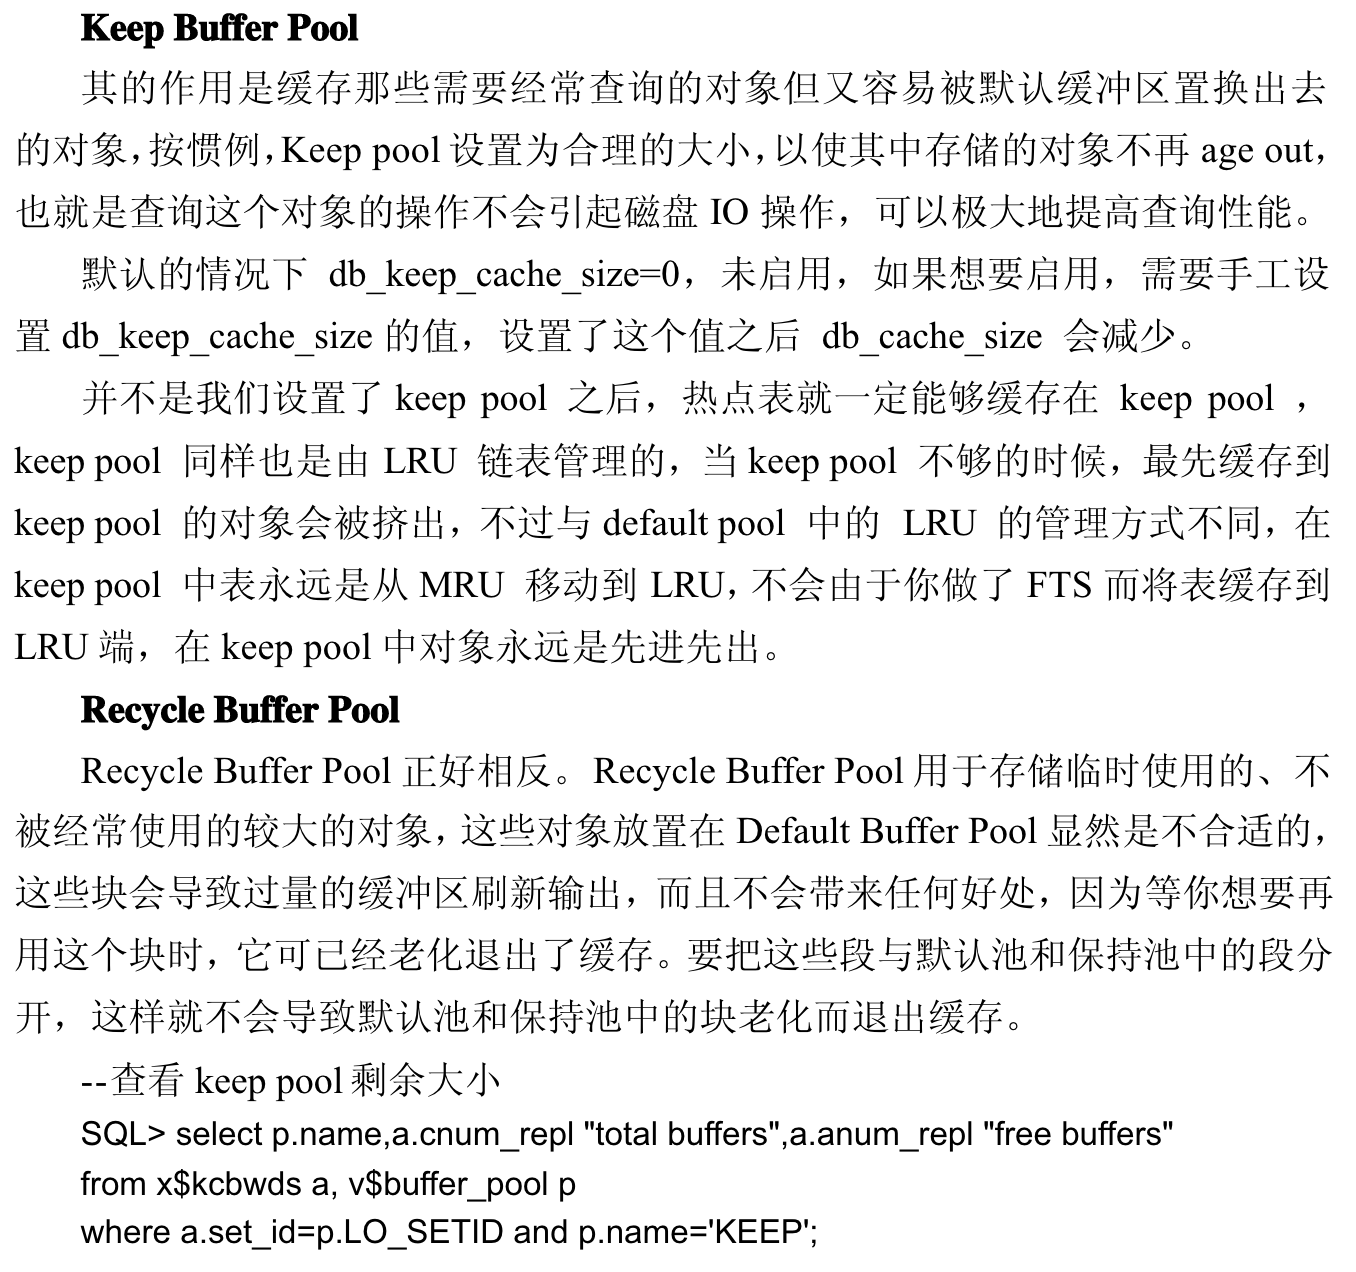 Keep Buffer Pool
其的作用是缓存那些需要经常查询的对象但又容易被默认缓冲区置换出去
的对象，按惯例，Keep pool 设置为合理的大小，以使其中存储的对象不再 age out，
也就是查询这个对象的操作不会引起磁盘 IO 操作，可以极大地提高查询性能。
默认的情况下 db_keep_cache_size=0，未启用，如果想要启用，需要手工设
置 db_keep_cache_size 的值，设置了这个值之后 db_cache_size 会减少。
并不是我们设置了 keep pool 之后，热点表就一定能够缓存在 keep pool ，
keep pool 同样也是由 LRU 链表管理的，当 keep pool 不够的时候，最先缓存到
keep pool 的对象会被挤出，不过与 default pool 中的 LRU 的管理方式不同，在
keep pool 中表永远是从 MRU 移动到 LRU，不会由于你做了 FTS 而将表缓存到
LRU 端，在 keep pool 中对象永远是先进先出。
Recycle Buffer Pool
Recycle Buffer Pool 正好相反。Recycle Buffer Pool 用于存储临时使用的、不
被经常使用的较大的对象，这些对象放置在 Default Buffer Pool 显然是不合适的，
这些块会导致过量的缓冲区刷新输出，而且不会带来任何好处，因为等你想要再
用这个块时，它可已经老化退出了缓存。要把这些段与默认池和保持池中的段分
开，这样就不会导致默认池和保持池中的块老化而退出缓存。
--查看 keep pool 剩余大小
SQL> select p.name,a.cnum_repl "total buffers",a.anum_repl "free buffers"
from x$kcbwds a, v$buffer_pool p
where a.set_id=p.LO_SETID and p.name='KEEP';